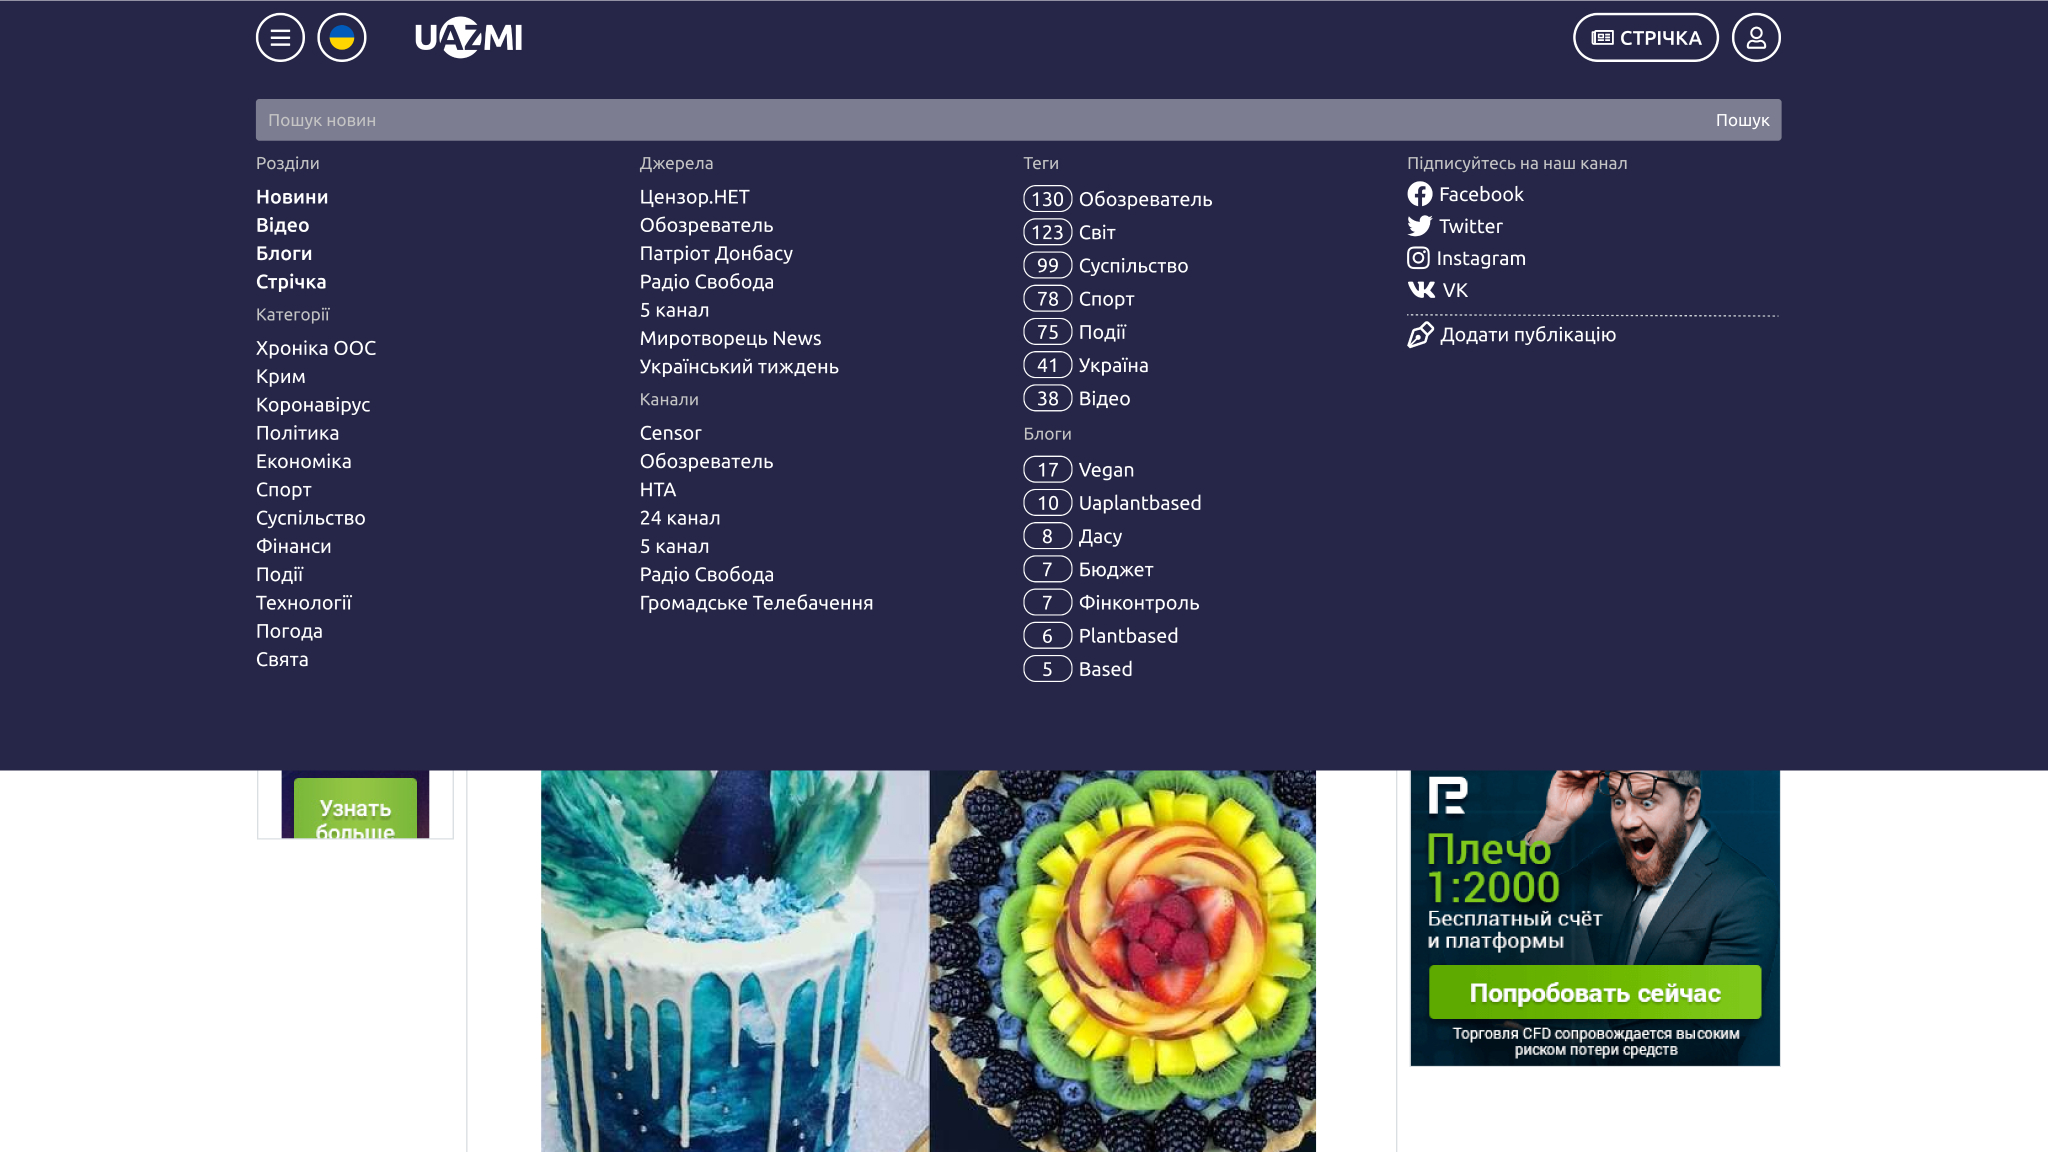 UAZMI
СТРІЧКА
Пошук новин
Пошук
Розділи
Новини
Відео
Блоги
Стрічка
Категорії
Хроніка ООС
Крим
Коронавірус
Політика
Економіка
Спорт
Суспільство
Фінанси
Події
Технології
Погода
Свята
Джерела
Цензор.НЕТ
Обозреватель
Патріот Донбасу
Радіо Свобода
5 канал
Миротворець News
Український тиждень
Канали
Censor
Обозреватель
НТА
24 канал
5 канал
Радіо Свобода
Громадське Телебачення
Теги
130 Обозреватель
123 Світ
99 Суспільство
78 Спорт
75 Події
41 Україна
38 Відео
Блоги
17 Vegan
10 Uaplantbased
8 Дасу
7 Бюджет
7 Фінконтроль
6 Plantbased
5 Based
Підписуйтесь на наш канал
Facebook
Twitter
Instagram
VK
Додати публікацію
Узнать
больше
Плечо
1:2000
Бесплатный счёт
и платформы
Попробовать сейчас
Торговля CFD сопровождается высоким
риском потери средств